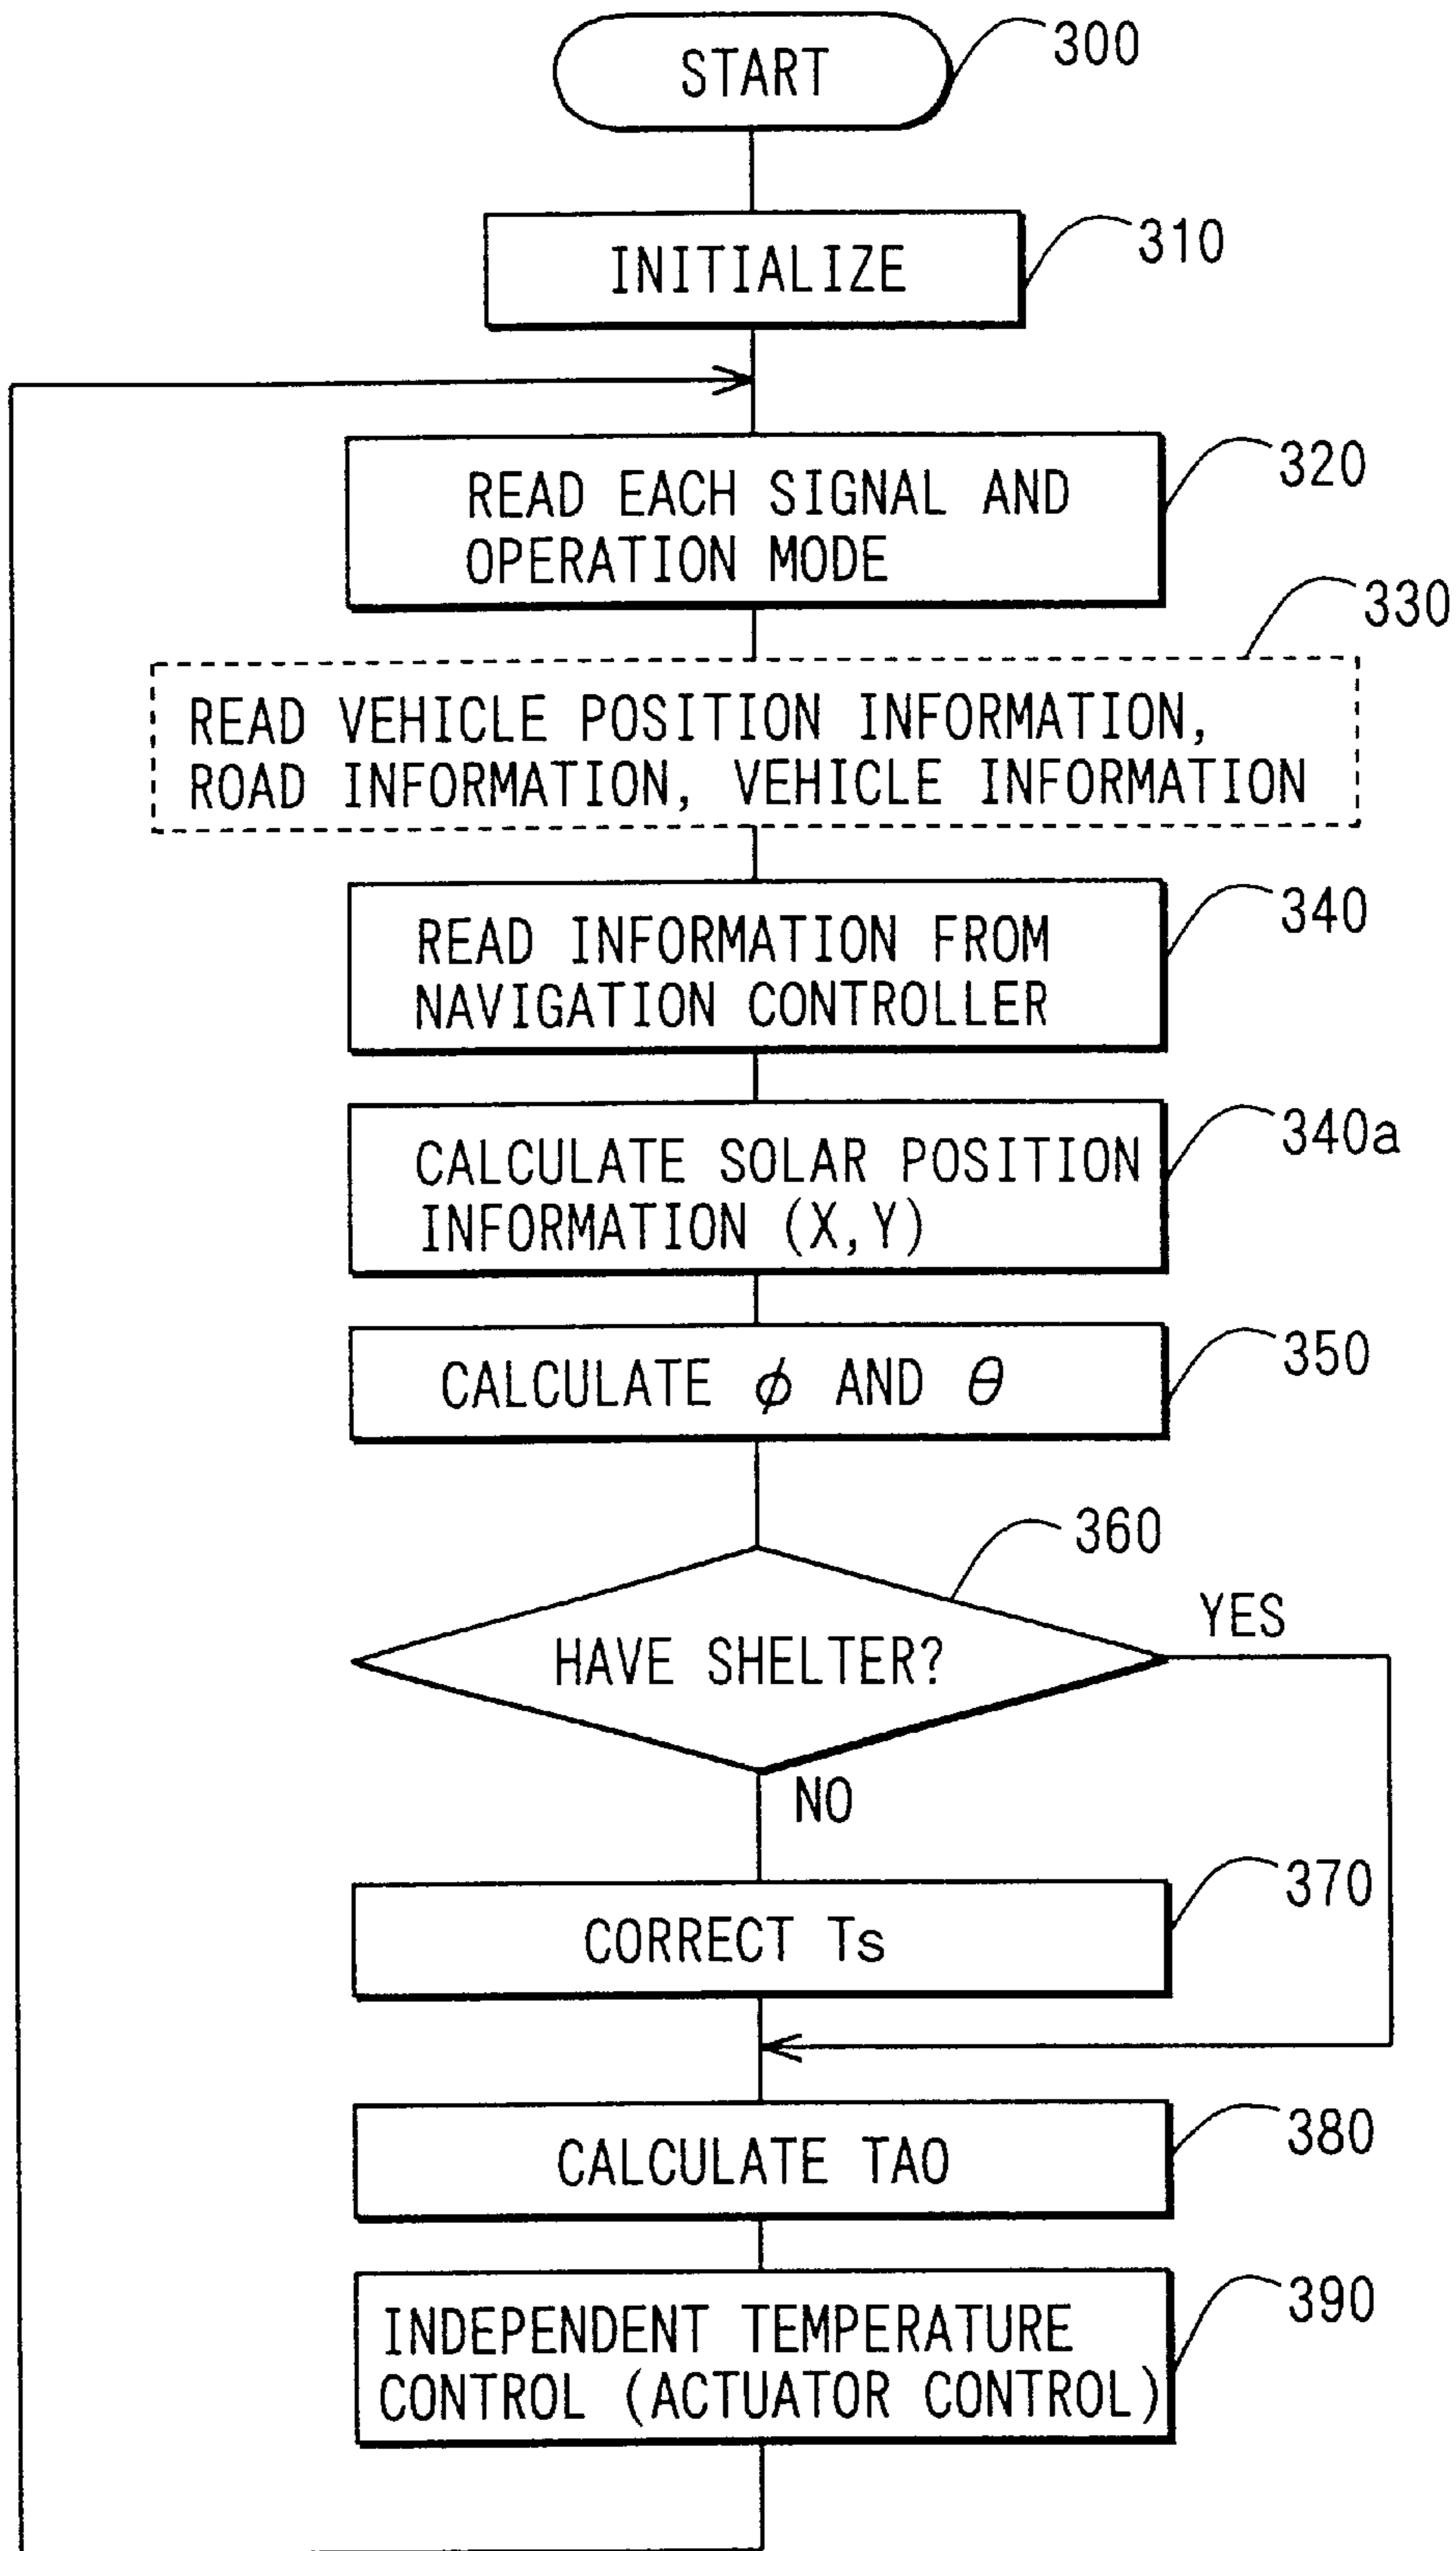 START
300
INITIALIZE
310
READ EACH SIGNAL AND
OPERATION MODE
320
330
READ VEHICLE POSITION INFORMATION,
ROAD INFORMATION, VEHICLE INFORMATION
READ INFORMATION FROM
NAVIGATION CONTROLLER
340
CALCULATE SOLAR POSITION
INFORMATION (X,Y)
340a
CALCULATE ϕ AND θ
350
360
HAVE SHELTER?
YES
NO
370
CORRECT Ts
CALCULATE TAO
380
INDEPENDENT TEMPERATURE
CONTROL (ACTUATOR CONTROL)
390